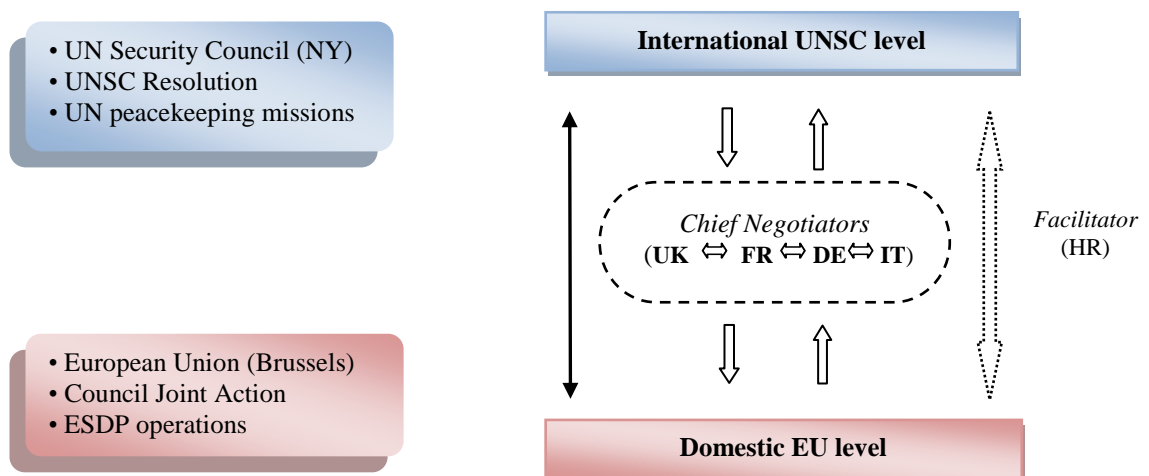 • UN Security Council (NY)
• UNSC Resolution
• UN peacekeeping missions
International UNSC level
Chief Negotiators
(UK ⇔ FR ⇔ DE ⇔ IT)
Facilitator
(HR)
• European Union (Brussels)
• Council Joint Action
• ESDP operations
Domestic EU level